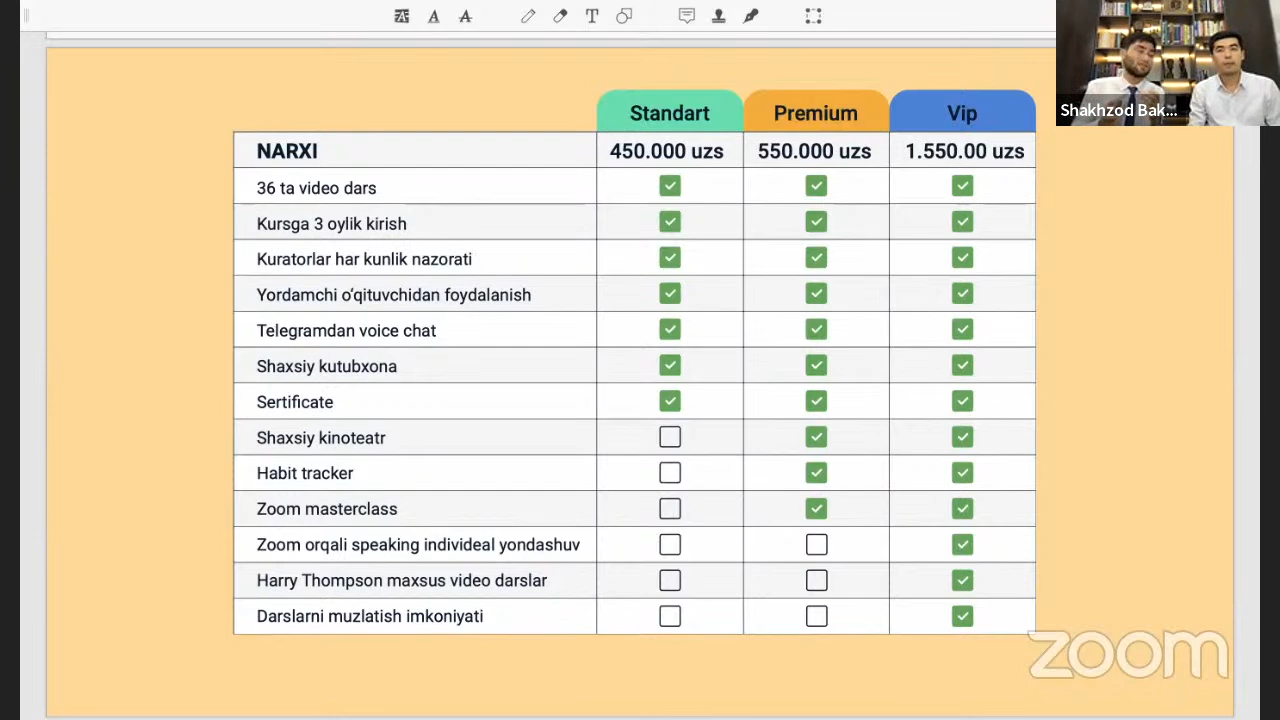 Shakhzod Bak...
Standart Premium Vip
NARXI 450.000 uzs 550.000 uzs 1.550.00 uzs
36 ta video dars
Kursga 3 oylik kirish
Kuratorlar har kunlik nazorati
Yordamchi o‘qituvchidan foydalanish
Telegramdan voice chat
Shaxsiy kutubxona
Sertificate
Shaxsiy kinoteatr
Habit tracker
Zoom masterclass
Zoom orqali speaking individeal yondashuv
Harry Thompson maxsus video darslar
Darslarni muzlatish imkoniyati
zoom